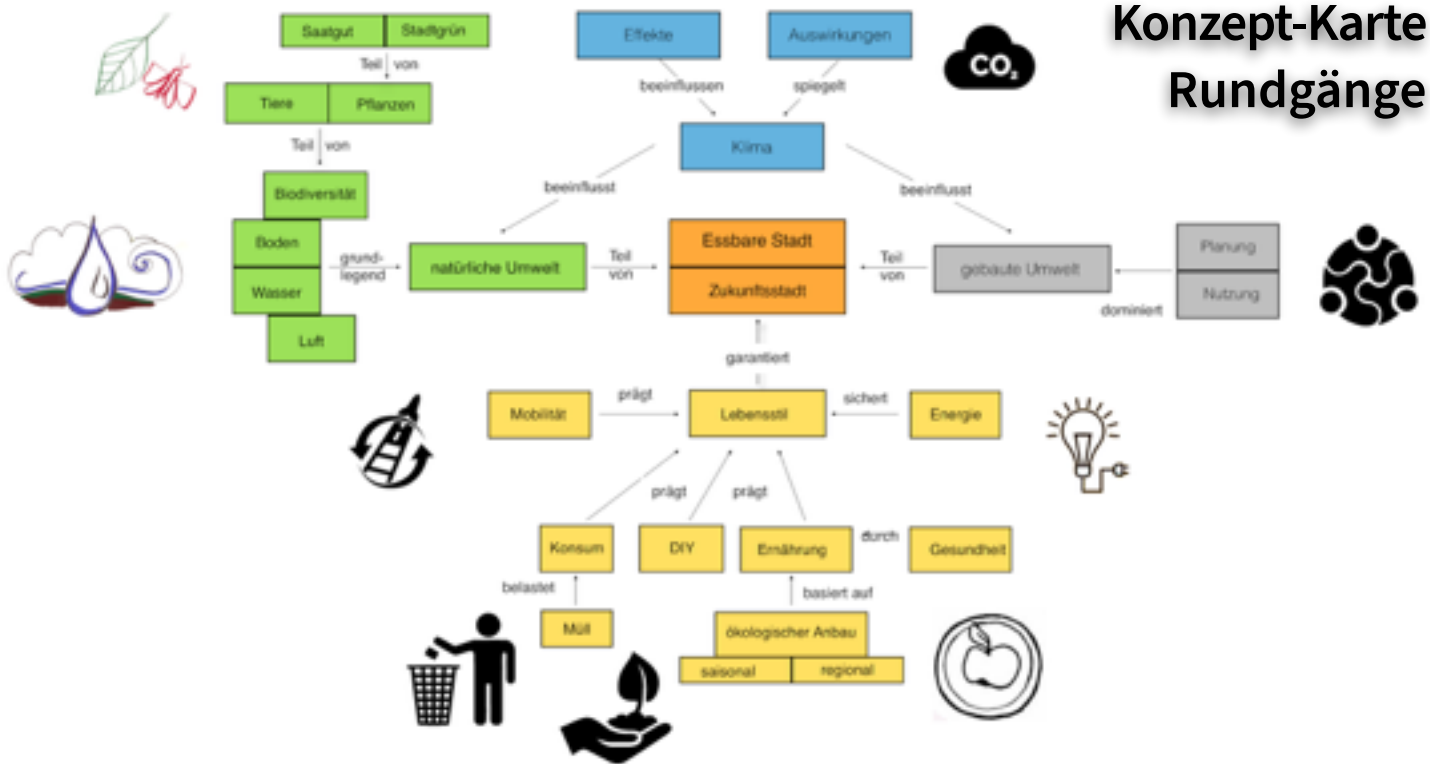 Konzept-Karte
Rundgänge
Saatgut
Stadtgrün
Teil von
Tiere
Pflanzen
Teil von
Biodiversität
Boden
Wasser
Luft
grund-
legend
natürliche Umwelt
Teil
von
Effekte
Auswirkungen
beeinflussen
spiegelt
CO₂
Klima
beeinflusst
beeinflusst
Essbare Stadt
Zukunftsstadt
Teil
von
gebaute Umwelt
Planung
Nutzung
dominiert
garantiert
Mobilität
prägt
Lebensstil
sichert
Energie
prägt
prägt
Konsum
DIY
Ernährung
durch
Gesundheit
belastet
basiert auf
Müll
ökologischer Anbau
saisonal
regional